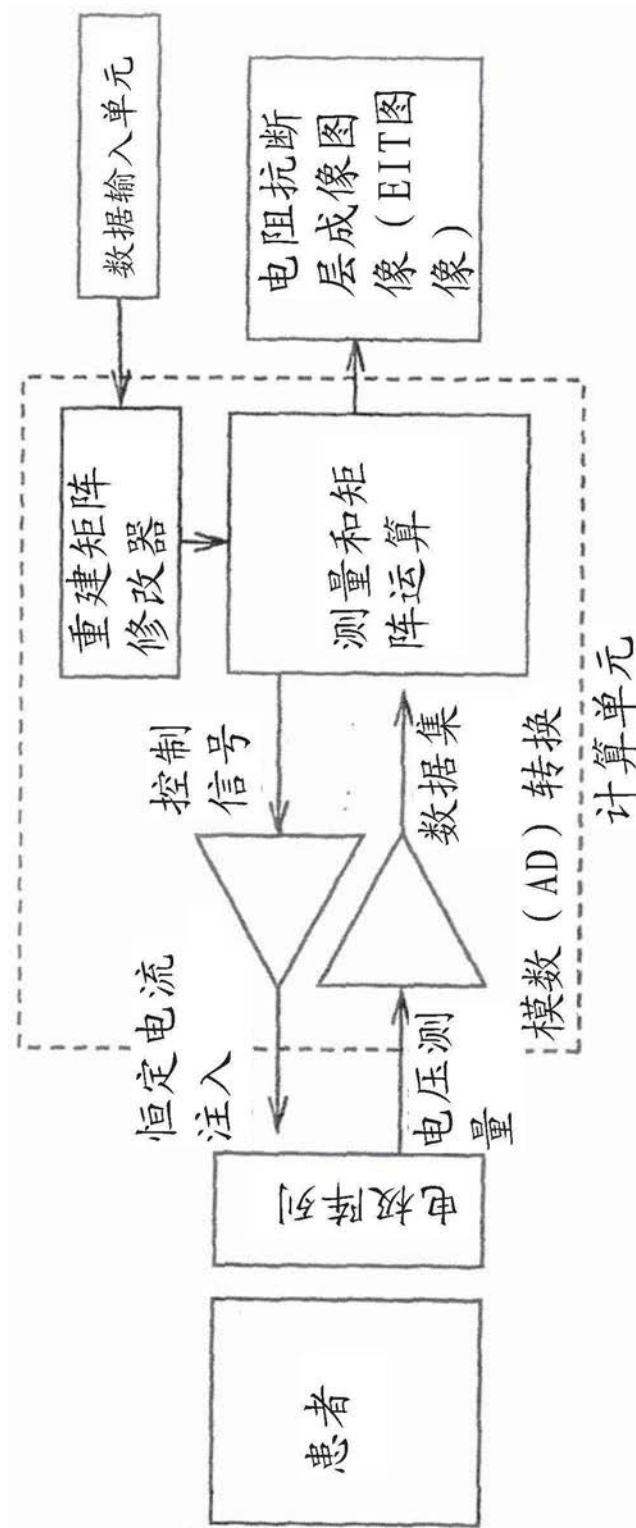 患者
电极阵列
恒定电流
注入
电压测
量
控制
信号
数据集
模数（AD）转换
计算单元
重建矩阵
修改器
测量和矩
阵运算
数据输入单元
电阻抗断
层成像图
像（EIT图
像）